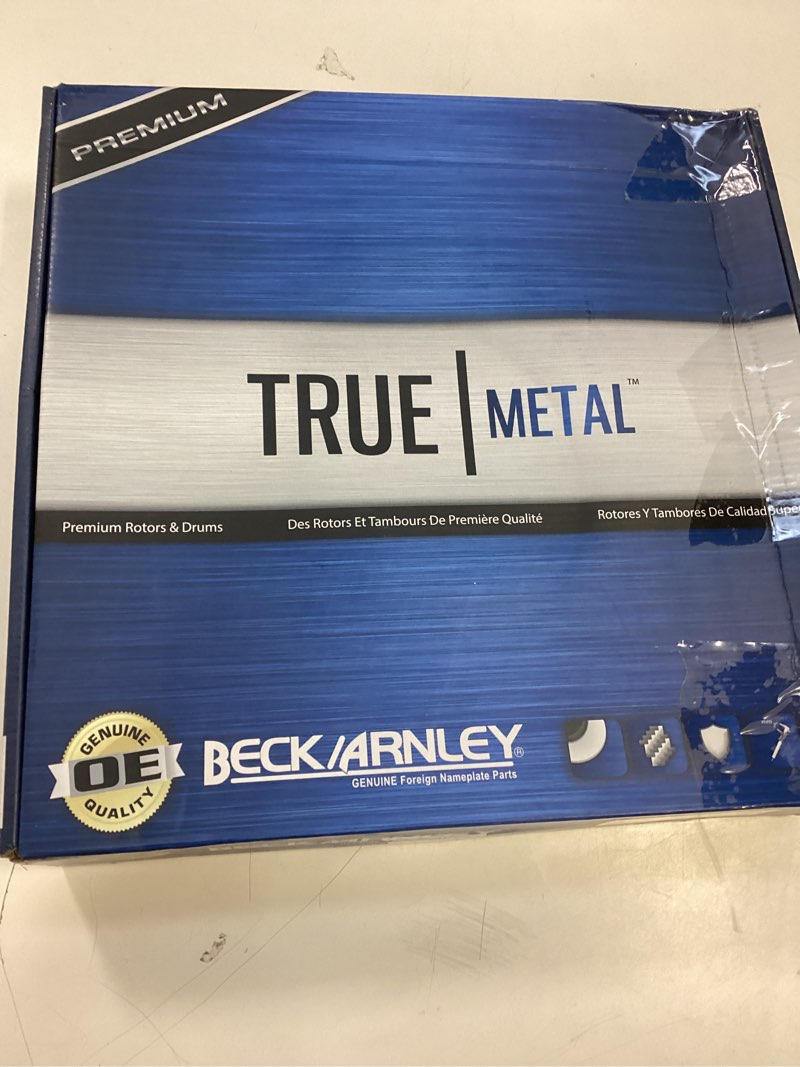 PREMIUM
TRUE | METAL™
Premium Rotors & Drums
Des Rotors Et Tambours De Première Qualité
Rotores Y Tambores De Calidad
GENUINE
OE
QUALITY
BECK/ARNLEY®
GENUINE Foreign Nameplate Parts